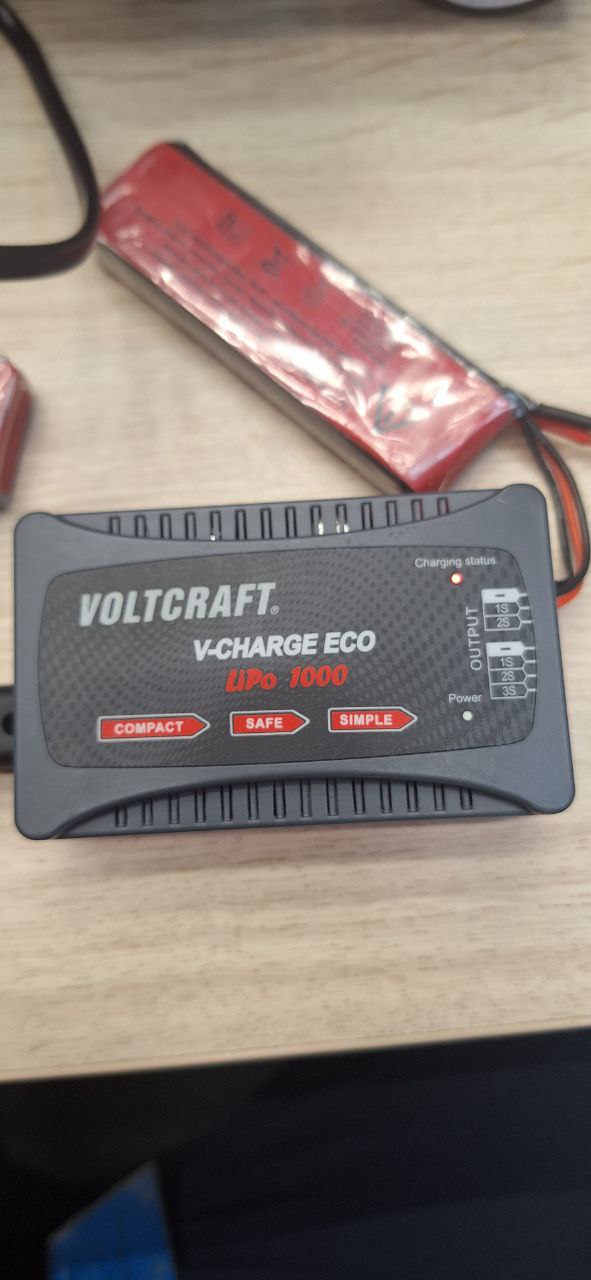 VOLTCRAFT®
V-CHARGE ECO
LiPo 1000
COMPACT SAFE SIMPLE
Charging status
OUTPUT
1S
2S
1S
2S
3S
Power